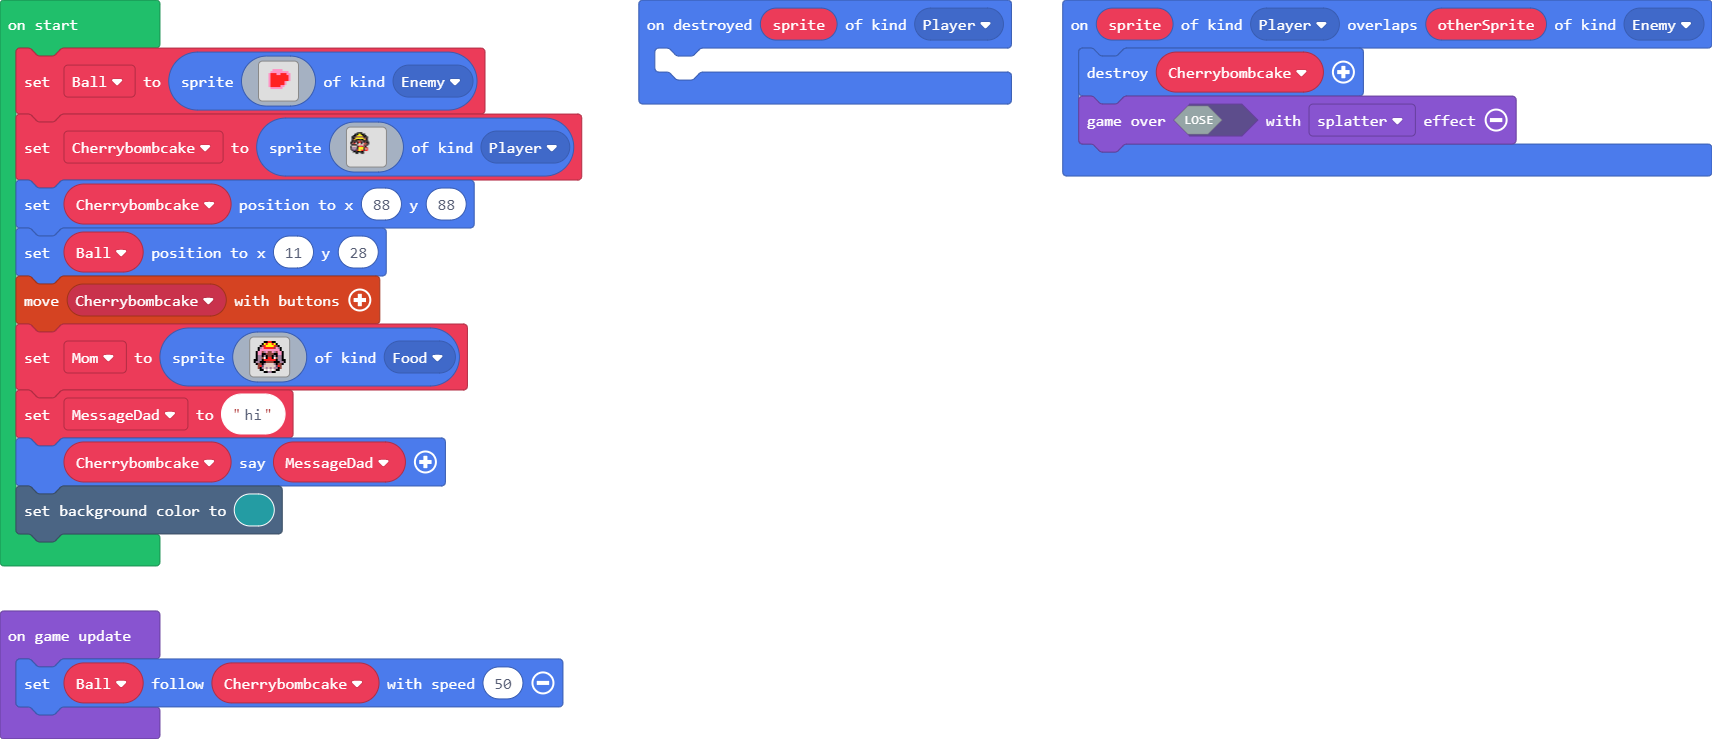 on start
set Ball to sprite of kind Enemy
set Cherrybombcake to sprite of kind Player
set Cherrybombcake position to x 88 y 88
set Ball position to x 11 y 28
move Cherrybombcake with buttons
set Mom to sprite of kind Food
set MessageDad to "hi"
Cherrybombcake say MessageDad
set background color to
on game update
set Ball follow Cherrybombcake with speed 50
on destroyed sprite of kind Player
on sprite of kind Player overlaps otherSprite of kind Enemy
destroy Cherrybombcake
game over LOSE with splatter effect